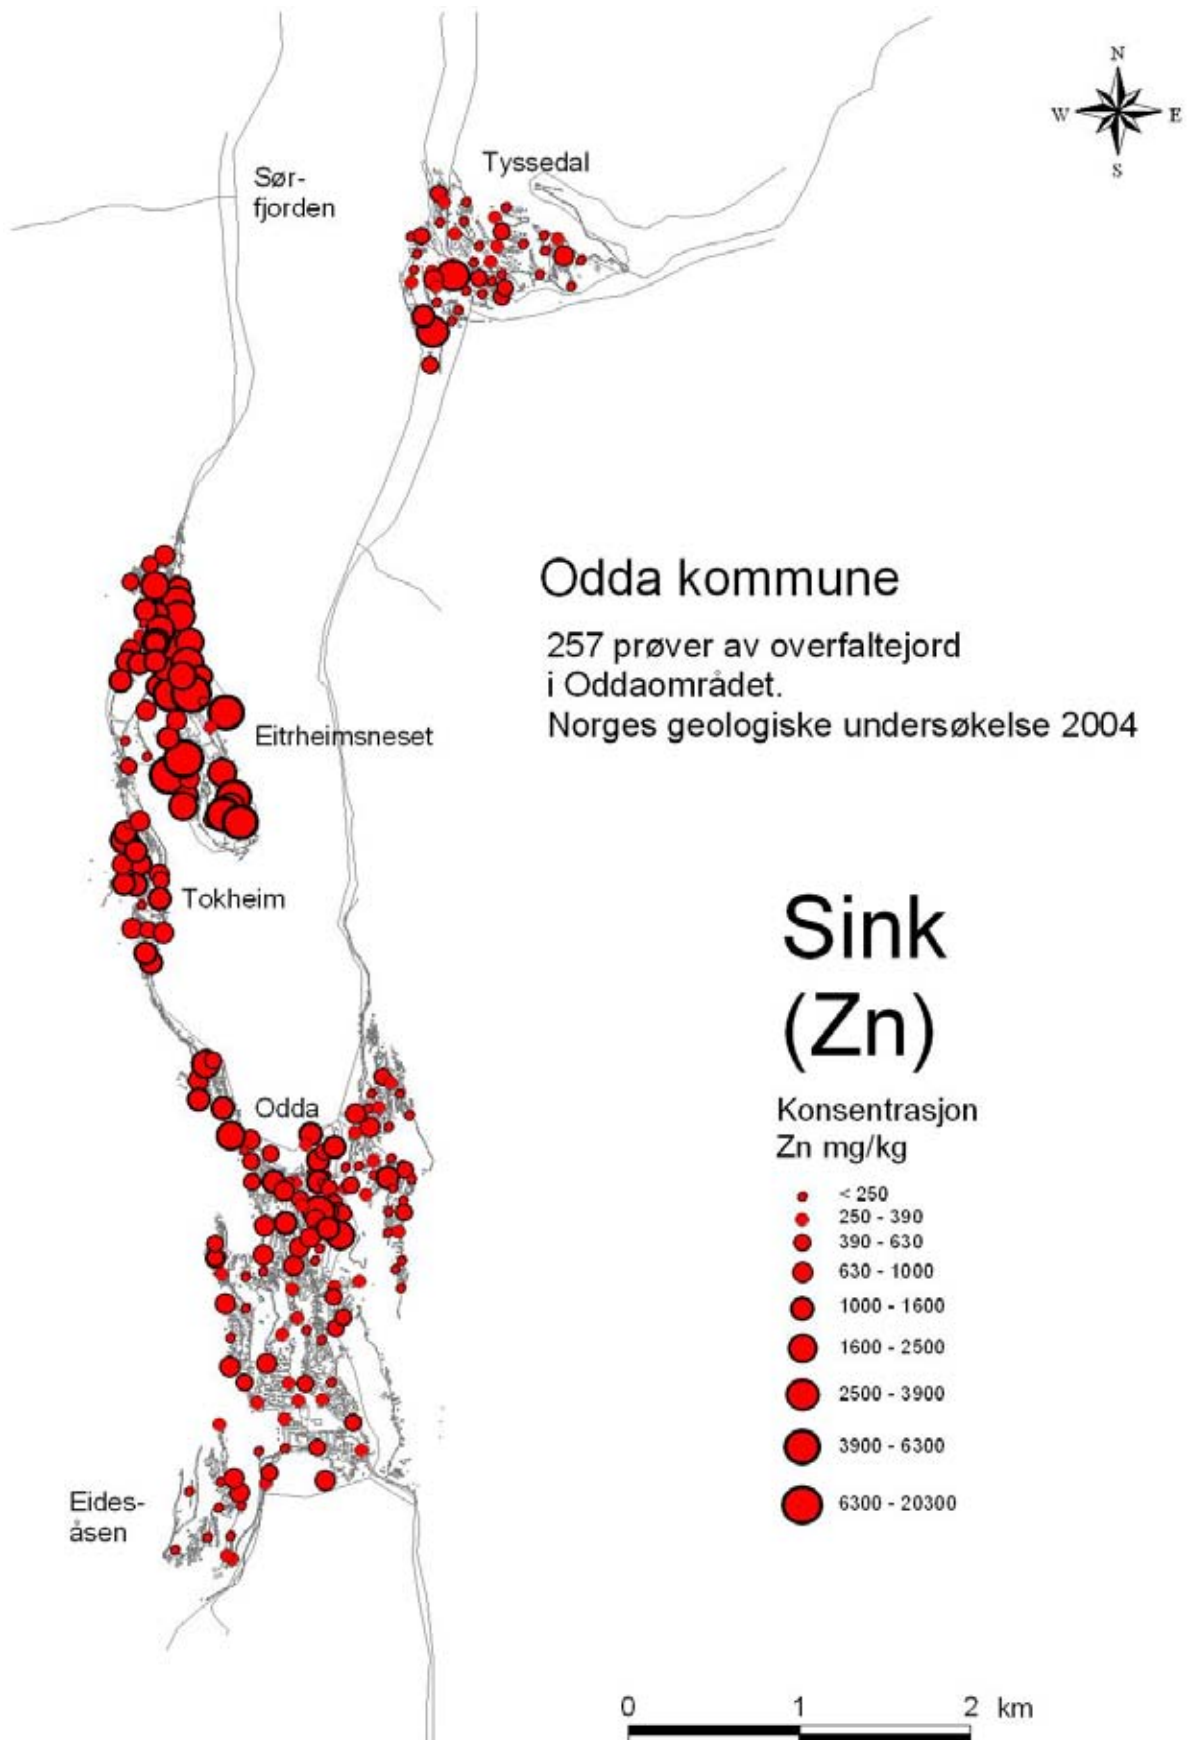 N
W
E
S
Tyssedal
Sør-
fjorden
Odda kommune
257 prøver av overfaltejord
i Oddaområdet.
Norges geologiske undersøkelse 2004
Eitrheimsneset
Tokheim
Sink
(Zn)
Odda
Konsentrasjon
Zn mg/kg
< 250
250 - 390
390 - 630
630 - 1000
1000 - 1600
1600 - 2500
2500 - 3900
3900 - 6300
6300 - 20300
Eides-
åsen
0 1 2 km